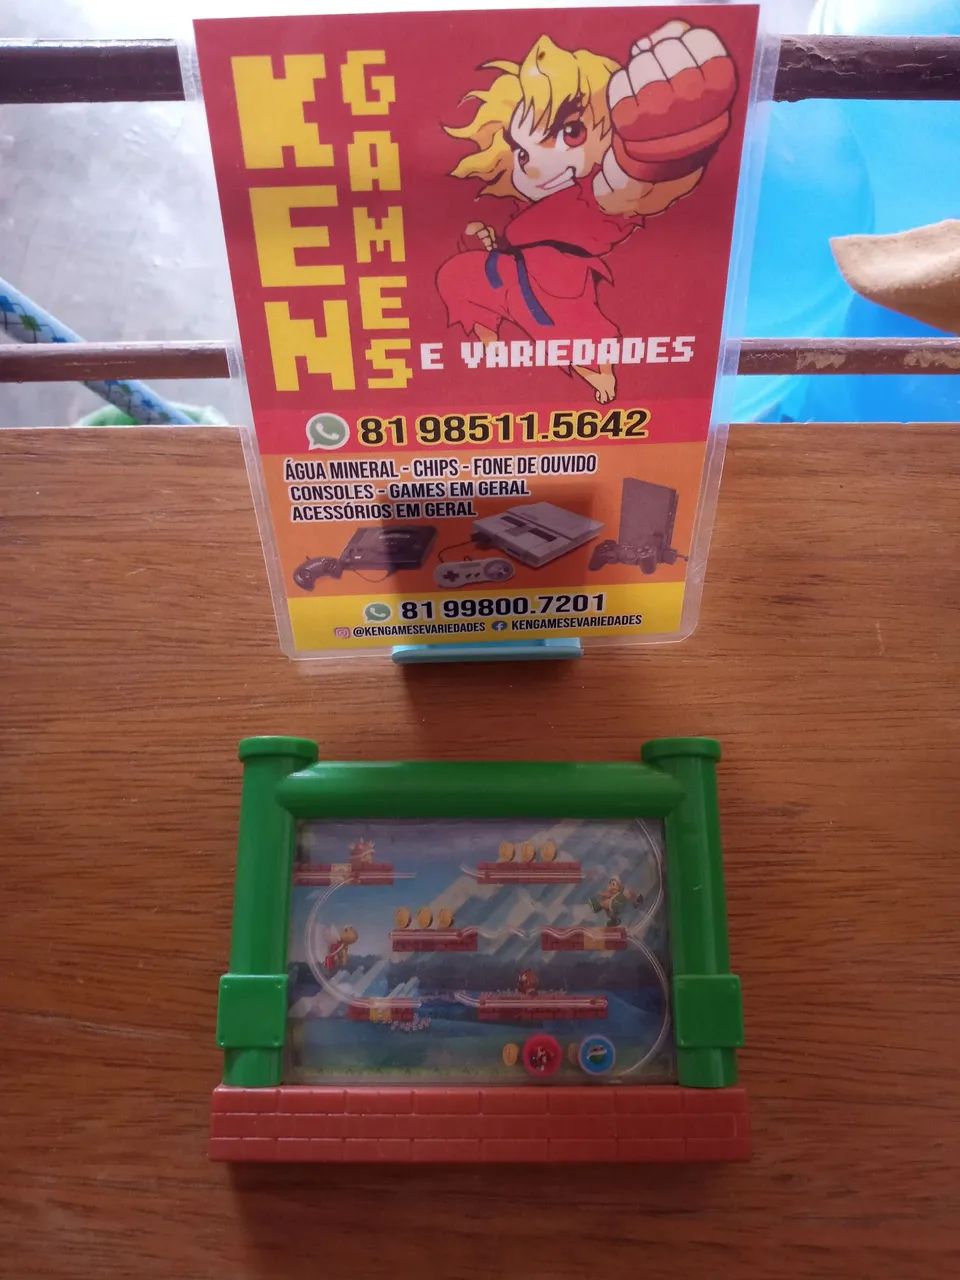 KEN
GAMES
E VARIEDADES
81 98511.5642
ÁGUA MINERAL - CHIPS - FONE DE OUVIDO
CONSOLES - GAMES EM GERAL
ACESSÓRIOS EM GERAL
81 99800.7201
@KENGAMESEVARIEDADES KENGAMESEVARIEDADES